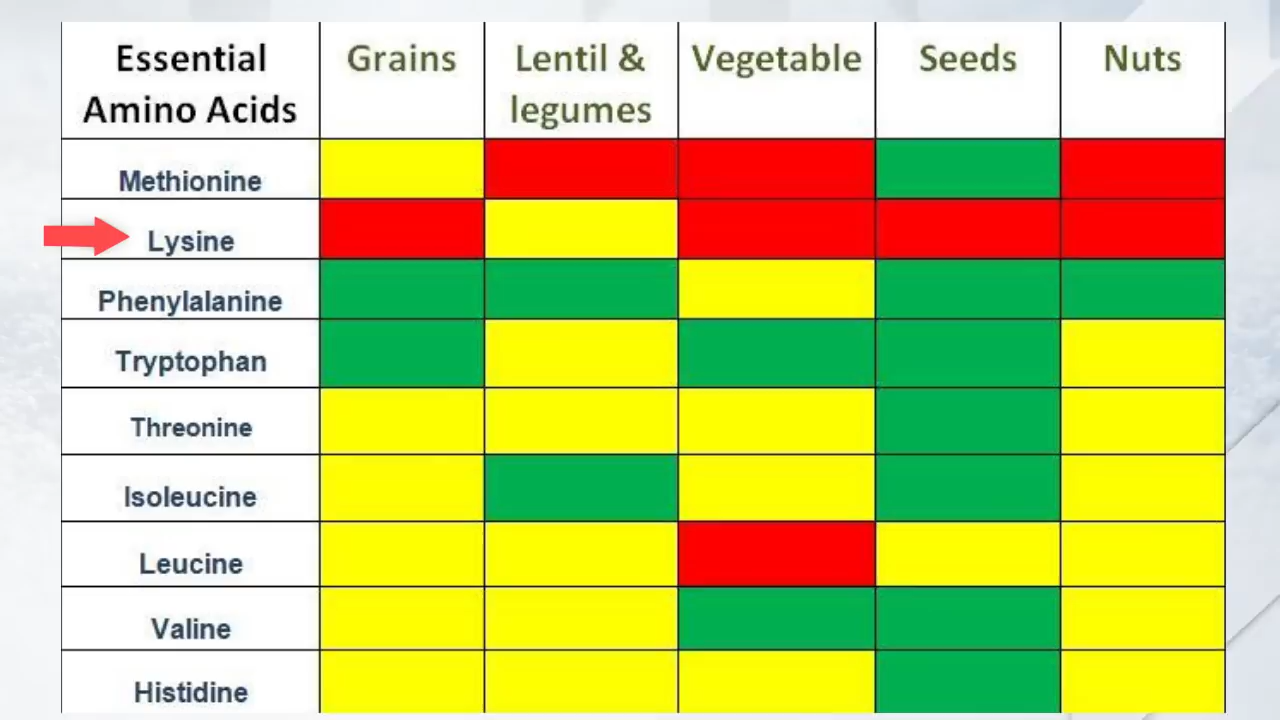 Essential
Amino Acids
Grains
Lentil &
legumes
Vegetable
Seeds
Nuts
Methionine
Lysine
Phenylalanine
Tryptophan
Threonine
Isoleucine
Leucine
Valine
Histidine